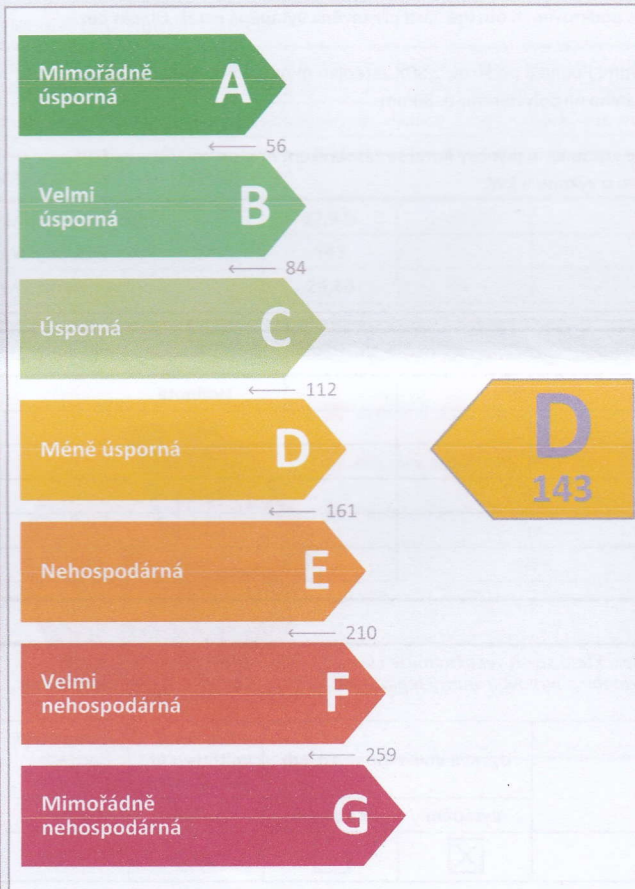 Mimořádně
úsporná
A
← 56
Velmi
úsporná
B
← 84
Úsporná
C
← 112
Méně úsporná
D
D
143
← 161
Nehospodárná
E
← 210
Velmi
nehospodárná
F
← 259
Mimořádně
nehospodárná
G